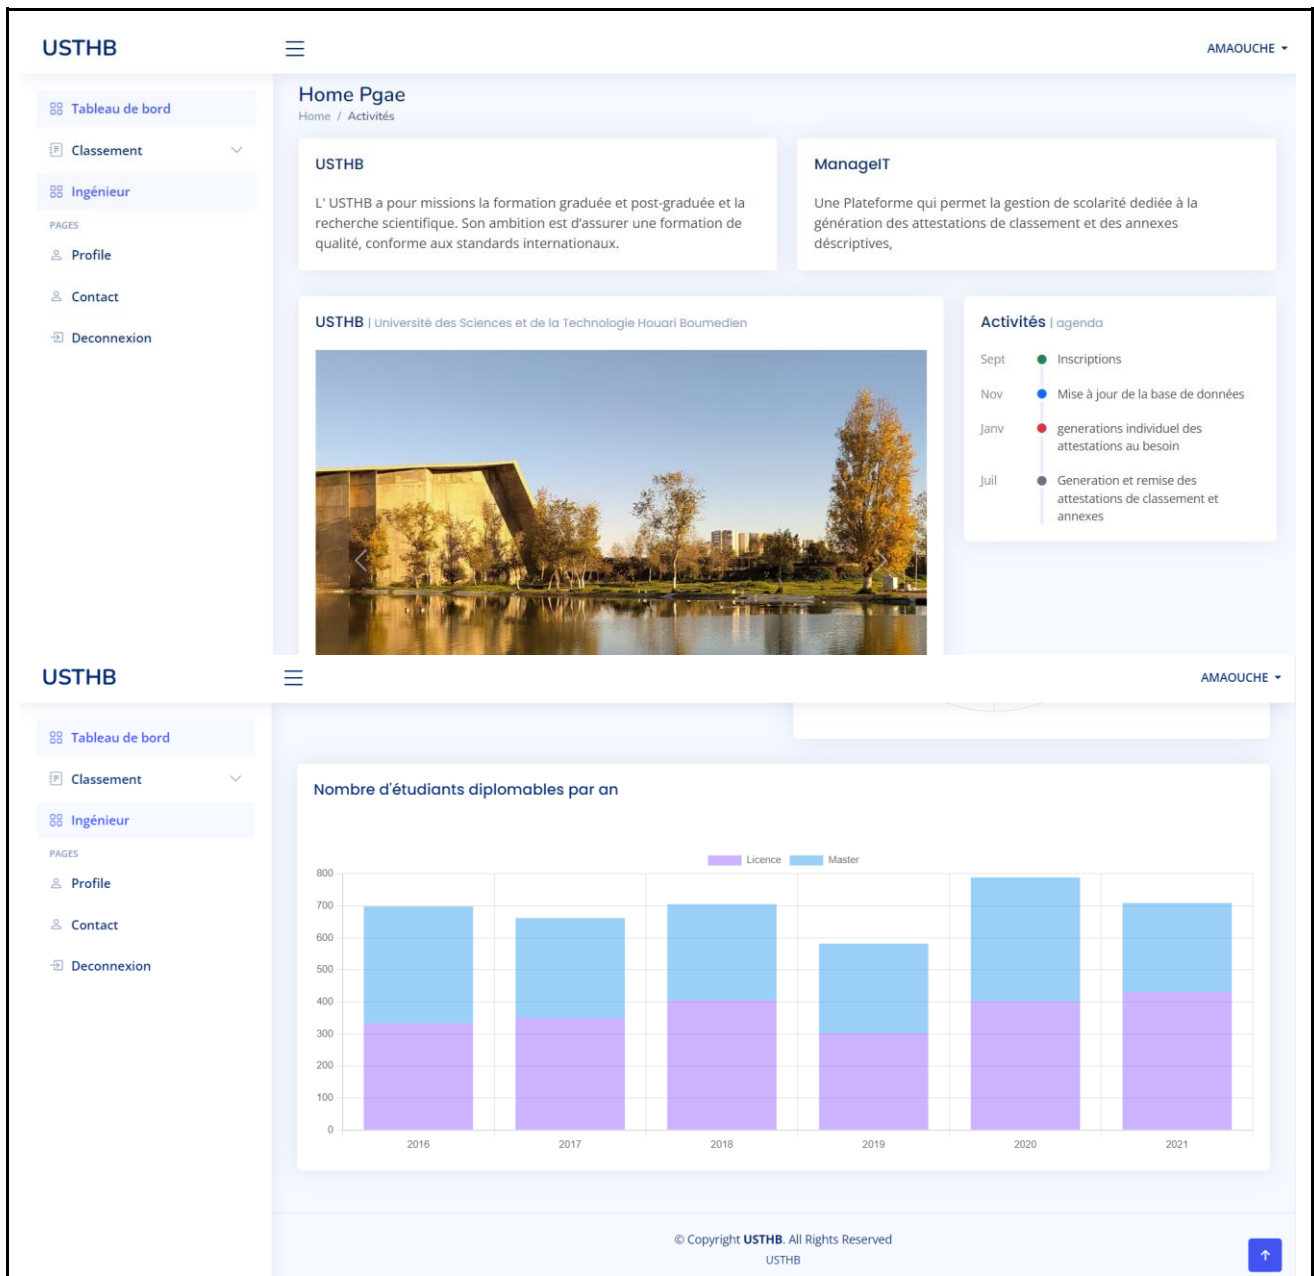 USTHB
AMAOUCHE
Tableau de bord
Classement
Ingénieur
PAGES
Profile
Contact
Deconnexion
Home Pgae
Home / Activités
USTHB
L' USTHB a pour missions la formation graduée et post-graduée et la
recherche scientifique. Son ambition est d’assurer une formation de
qualité, conforme aux standards internationaux.
ManageIT
Une Plateforme qui permet la gestion de scolarité dediée à la
génération des attestations de classement et des annexes
déscriptives,
USTHB | Université des Sciences et de la Technologie Houari Boumedien
Activités | agenda
Sept Inscriptions
Nov Mise à jour de la base de données
Janv generations individuel des
attestations au besoin
Juil Generation et remise des
attestations de classement et
annexes
USTHB
AMAOUCHE
Tableau de bord
Classement
Ingénieur
PAGES
Profile
Contact
Deconnexion
Nombre d'étudiants diplomables par an
Licence Master
800
700
600
500
400
300
200
100
0
2016 2017 2018 2019 2020 2021
© Copyright USTHB. All Rights Reserved
USTHB